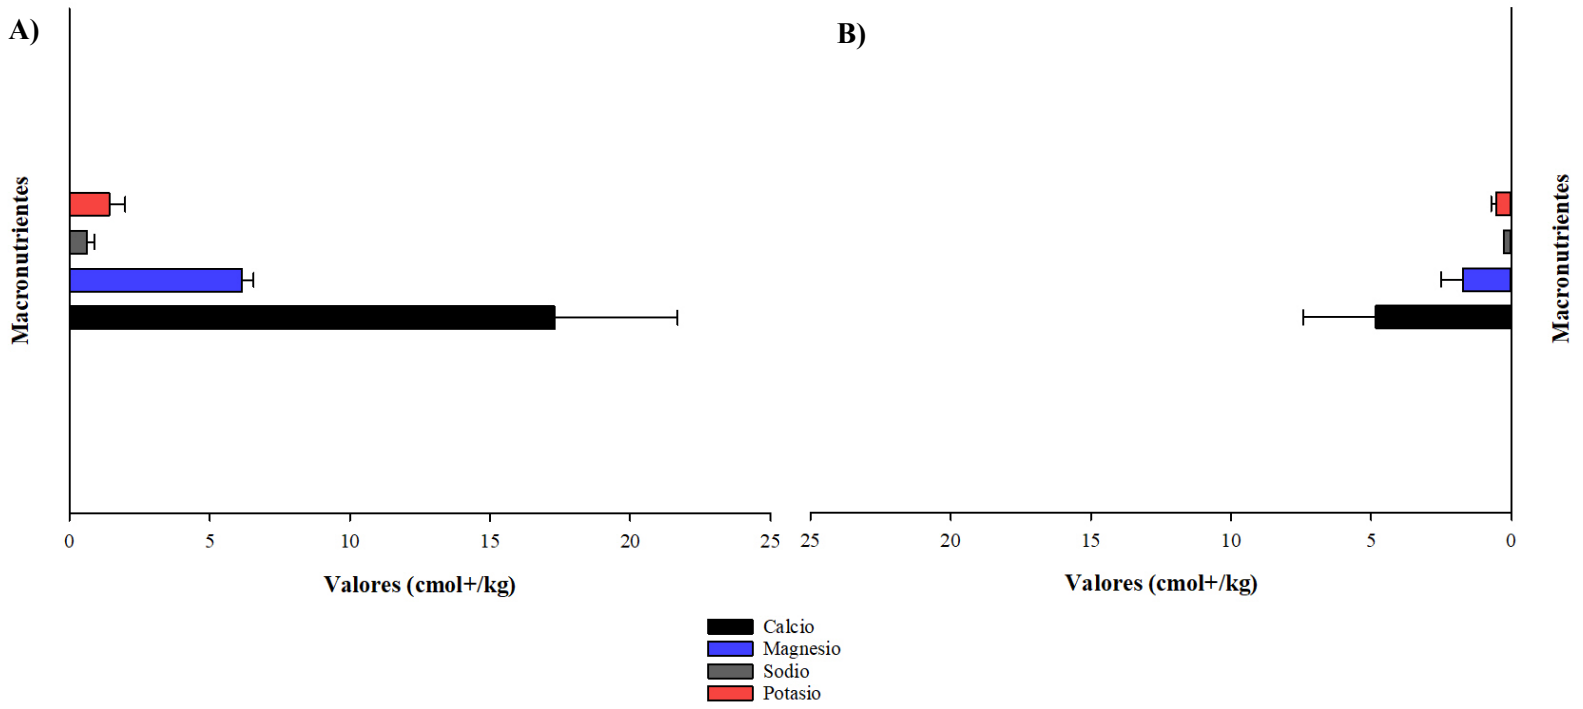 A)
B)
Macronutrientes
Macronutrientes
0 5 10 15 20 25
25 20 15 10 5 0
Valores (cmol+/kg)
Valores (cmol+/kg)
Calcio
Magnesio
Sodio
Potasio